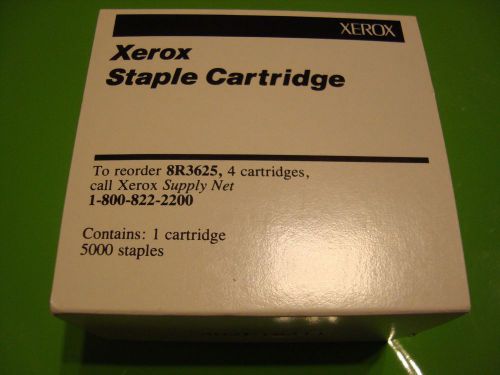 XEROX
Xerox
Staple Cartridge
To reorder 8R3625, 4 cartridges,
call Xerox Supply Net
1-800-822-2200
Contains: 1 cartridge
5000 staples